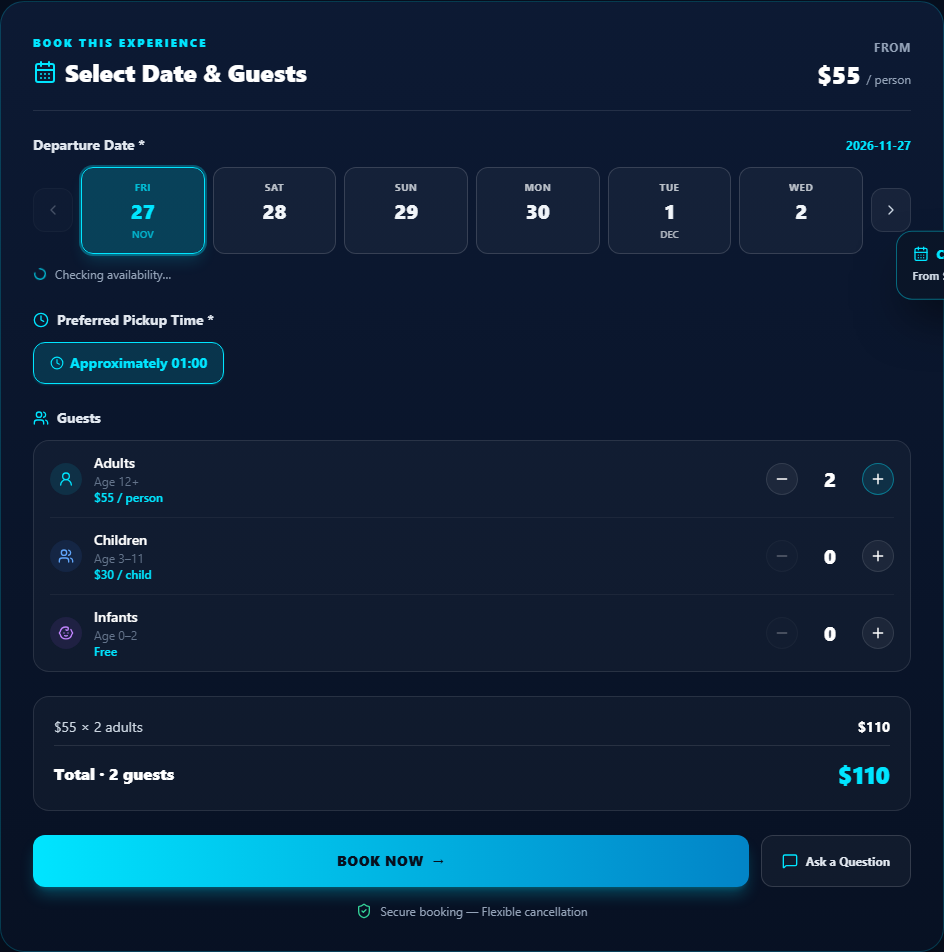 BOOK THIS EXPERIENCE
Select Date & Guests
FROM
$55 / person
Departure Date *
2026-11-27
FRI
27
NOV
SAT
28
SUN
29
MON
30
TUE
1
DEC
WED
2
Checking availability...
From
Preferred Pickup Time *
Approximately 01:00
Guests
Adults
Age 12+
$55 / person
2
Children
Age 3–11
$30 / child
0
Infants
Age 0–2
Free
0
$55 × 2 adults
$110
Total · 2 guests
$110
BOOK NOW →
Ask a Question
Secure booking — Flexible cancellation